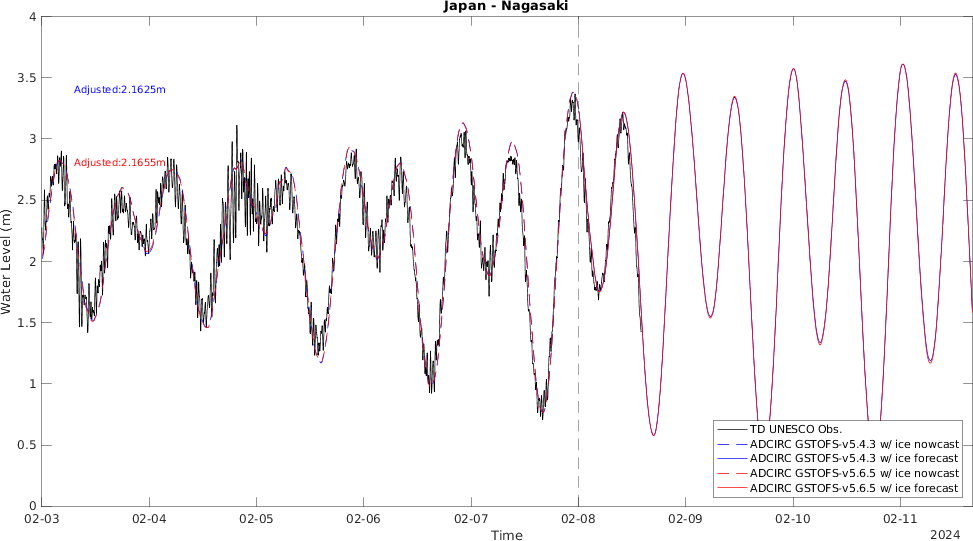 Japan - Nagasaki
4
3.5
3
2.5
2
1.5
1
0.5
0
Water Level (m)
Adjusted:2.1625m
Adjusted:2.1655m
TD UNESCO Obs.
ADCIRC GSTOFS-v5.4.3 w/ ice nowcast
ADCIRC GSTOFS-v5.4.3 w/ ice forecast
ADCIRC GSTOFS-v5.6.5 w/ ice nowcast
ADCIRC GSTOFS-v5.6.5 w/ ice forecast
02-03 02-04 02-05 02-06 02-07 02-08 02-09 02-10 02-11
Time
2024